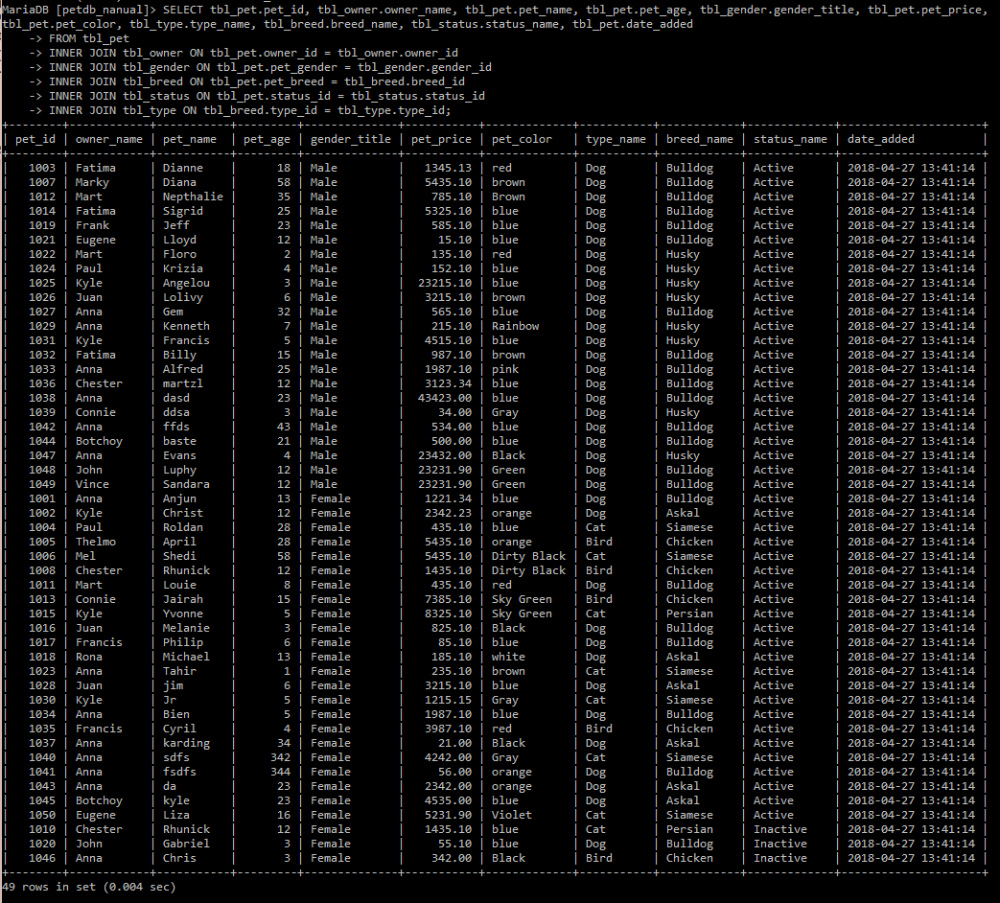 MariaDB [petdb_nanual]> SELECT tbl_pet.pet_id, tbl_owner.owner_name, tbl_pet.pet_name, tbl_pet.pet_age, tbl_gender.gender_title, tbl_pet.pet_price,
tbl_pet.pet_color, tbl_type.type_name, tbl_breed.breed_name, tbl_status.status_name, tbl_pet.date_added
-> FROM tbl_pet
-> INNER JOIN tbl_owner ON tbl_pet.owner_id = tbl_owner.owner_id
-> INNER JOIN tbl_gender ON tbl_pet.pet_gender = tbl_gender.gender_id
-> INNER JOIN tbl_breed ON tbl_pet.pet_breed = tbl_breed.breed_id
-> INNER JOIN tbl_status ON tbl_pet.status_id = tbl_status.status_id
-> INNER JOIN tbl_type ON tbl_breed.type_id = tbl_type.type_id;
| pet_id | owner_name | pet_name | pet_age | gender_title | pet_price | pet_color | type_name | breed_name | status_name | date_added |
| 1003 | Fatima | Dianne | 18 | Male | 1345.13 | red | Dog | Bulldog | Active | 2018-04-27 13:41:14 |
| 1007 | Marky | Diana | 58 | Male | 5435.10 | brown | Dog | Bulldog | Active | 2018-04-27 13:41:14 |
| 1012 | Mart | Nepthalie | 35 | Male | 785.10 | Brown | Dog | Bulldog | Active | 2018-04-27 13:41:14 |
| 1014 | Fatima | Sigrid | 25 | Male | 5325.10 | blue | Dog | Bulldog | Active | 2018-04-27 13:41:14 |
| 1019 | Frank | Jeff | 23 | Male | 585.10 | blue | Dog | Bulldog | Active | 2018-04-27 13:41:14 |
| 1021 | Eugene | Lloyd | 12 | Male | 15.10 | blue | Dog | Bulldog | Active | 2018-04-27 13:41:14 |
| 1022 | Mart | Floro | 2 | Male | 135.10 | red | Dog | Husky | Active | 2018-04-27 13:41:14 |
| 1024 | Paul | Krizia | 4 | Male | 152.10 | blue | Dog | Husky | Active | 2018-04-27 13:41:14 |
| 1025 | Kyle | Angelou | 3 | Male | 23215.10 | blue | Dog | Husky | Active | 2018-04-27 13:41:14 |
| 1026 | Juan | Lolivy | 6 | Male | 3215.10 | brown | Dog | Husky | Active | 2018-04-27 13:41:14 |
| 1027 | Anna | Gem | 32 | Male | 565.10 | blue | Dog | Bulldog | Active | 2018-04-27 13:41:14 |
| 1029 | Anna | Kenneth | 7 | Male | 215.10 | Rainbow | Dog | Husky | Active | 2018-04-27 13:41:14 |
| 1031 | Kyle | Francis | 5 | Male | 4515.10 | blue | Dog | Husky | Active | 2018-04-27 13:41:14 |
| 1032 | Fatima | Billy | 15 | Male | 987.10 | brown | Dog | Bulldog | Active | 2018-04-27 13:41:14 |
| 1033 | Anna | Alfred | 25 | Male | 1987.10 | pink | Dog | Bulldog | Active | 2018-04-27 13:41:14 |
| 1036 | Chester | martzl | 12 | Male | 3123.34 | blue | Dog | Bulldog | Active | 2018-04-27 13:41:14 |
| 1038 | Anna | dasd | 23 | Male | 43423.00 | blue | Dog | Bulldog | Active | 2018-04-27 13:41:14 |
| 1039 | Connie | ddsa | 3 | Male | 34.00 | Gray | Dog | Husky | Active | 2018-04-27 13:41:14 |
| 1042 | Anna | ffds | 43 | Male | 534.00 | blue | Dog | Bulldog | Active | 2018-04-27 13:41:14 |
| 1044 | Botchoy | baste | 21 | Male | 500.00 | blue | Dog | Bulldog | Active | 2018-04-27 13:41:14 |
| 1047 | Anna | Evans | 4 | Male | 23432.00 | Black | Dog | Husky | Active | 2018-04-27 13:41:14 |
| 1048 | John | Luphy | 12 | Male | 23231.90 | Green | Dog | Bulldog | Active | 2018-04-27 13:41:14 |
| 1049 | Vince | Sandara | 12 | Male | 23231.90 | Green | Dog | Bulldog | Active | 2018-04-27 13:41:14 |
| 1001 | Anna | Anjun | 13 | Female | 1221.34 | blue | Dog | Bulldog | Active | 2018-04-27 13:41:14 |
| 1002 | Kyle | Christ | 12 | Female | 2342.23 | orange | Dog | Askal | Active | 2018-04-27 13:41:14 |
| 1004 | Paul | Roldan | 28 | Female | 435.10 | blue | Cat | Siamese | Active | 2018-04-27 13:41:14 |
| 1005 | Thelmo | April | 28 | Female | 5435.10 | orange | Bird | Chicken | Active | 2018-04-27 13:41:14 |
| 1006 | Mel | Shedi | 58 | Female | 5435.10 | Dirty Black | Cat | Siamese | Active | 2018-04-27 13:41:14 |
| 1008 | Chester | Rhunick | 12 | Female | 1435.10 | Dirty Black | Bird | Chicken | Active | 2018-04-27 13:41:14 |
| 1011 | Mart | Louie | 8 | Female | 435.10 | red | Dog | Bulldog | Active | 2018-04-27 13:41:14 |
| 1013 | Connie | Jairah | 15 | Female | 7385.10 | Sky Green | Bird | Chicken | Active | 2018-04-27 13:41:14 |
| 1015 | Kyle | Yvonne | 5 | Female | 8325.10 | Sky Green | Cat | Persian | Active | 2018-04-27 13:41:14 |
| 1016 | Juan | Melanie | 3 | Female | 825.10 | Black | Dog | Bulldog | Active | 2018-04-27 13:41:14 |
| 1017 | Francis | Philip | 6 | Female | 85.10 | blue | Dog | Bulldog | Active | 2018-04-27 13:41:14 |
| 1018 | Rona | Michael | 13 | Female | 185.10 | white | Dog | Askal | Active | 2018-04-27 13:41:14 |
| 1023 | Anna | Tahir | 1 | Female | 235.10 | brown | Cat | Siamese | Active | 2018-04-27 13:41:14 |
| 1028 | Juan | jim | 6 | Female | 3215.10 | blue | Dog | Askal | Active | 2018-04-27 13:41:14 |
| 1030 | Kyle | Jr | 5 | Female | 1215.15 | Gray | Cat | Siamese | Active | 2018-04-27 13:41:14 |
| 1034 | Anna | Bien | 5 | Female | 1987.10 | blue | Dog | Bulldog | Active | 2018-04-27 13:41:14 |
| 1035 | Francis | Cyril | 4 | Female | 3987.10 | red | Bird | Chicken | Active | 2018-04-27 13:41:14 |
| 1037 | Anna | karding | 34 | Female | 21.00 | Black | Dog | Askal | Active | 2018-04-27 13:41:14 |
| 1040 | Anna | sdfs | 342 | Female | 4242.00 | Gray | Cat | Siamese | Active | 2018-04-27 13:41:14 |
| 1041 | Anna | fsdfs | 344 | Female | 56.00 | orange | Dog | Bulldog | Active | 2018-04-27 13:41:14 |
| 1043 | Anna | da | 23 | Female | 2342.00 | orange | Dog | Askal | Active | 2018-04-27 13:41:14 |
| 1045 | Botchoy | kyle | 23 | Female | 4535.00 | blue | Dog | Askal | Active | 2018-04-27 13:41:14 |
| 1050 | Eugene | Liza | 16 | Female | 5231.90 | Violet | Cat | Siamese | Active | 2018-04-27 13:41:14 |
| 1010 | Chester | Rhunick | 12 | Female | 1435.10 | blue | Cat | Persian | Inactive | 2018-04-27 13:41:14 |
| 1020 | John | Gabriel | 3 | Female | 55.10 | blue | Dog | Bulldog | Inactive | 2018-04-27 13:41:14 |
| 1046 | Anna | Chris | 3 | Female | 342.00 | Black | Bird | Chicken | Inactive | 2018-04-27 13:41:14 |
49 rows in set (0.004 sec)